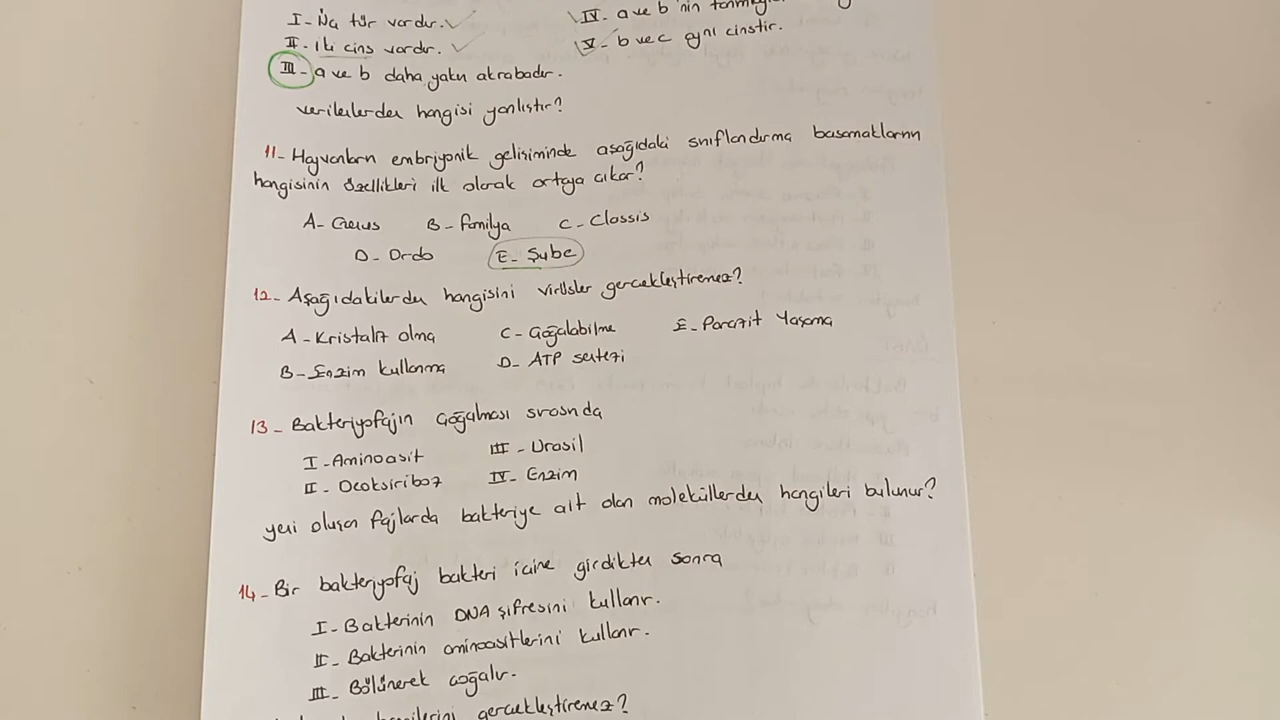 I- Üç tür vardır. IV- a ve b 'nin
II- iki cins vardır. V- b ve c aynı cinstir.
III- a ve b daha yakın akrabadır.
verilerilerden hangisi yanlıştır?
11- Hayvanların embriyonik gelişiminde aşağıdaki sınıflandırma basamaklarının
hangisinin özellikleri ilk olarak ortaya çıkar?
A- Genus B- familya C- Classis
D- Ordo E- Şube
12- Aşağıdakilerden hangisini virüsler gerçekleştiremez?
A- Kristalize olma C- Çoğalabilme E- Parazit Yaşama
B- Enzim kullanma D- ATP sentezi
13- Bakteriyofajın çoğalması sırasında
I- Aminoasit III- Urasil
II- Deoksiriboz IV- Enzim
yeni oluşan fajlarda bakteriye ait olan moleküllerden hangileri bulunur?
14- Bir bakteriyofaj bakteri içine girdikten sonra
I- Bakterinin DNA şifresini kullanır.
II- Bakterinin aminoasitlerini kullanır.
III- Bölünerek çoğalır.
hangilerini gerçekleştiremez?